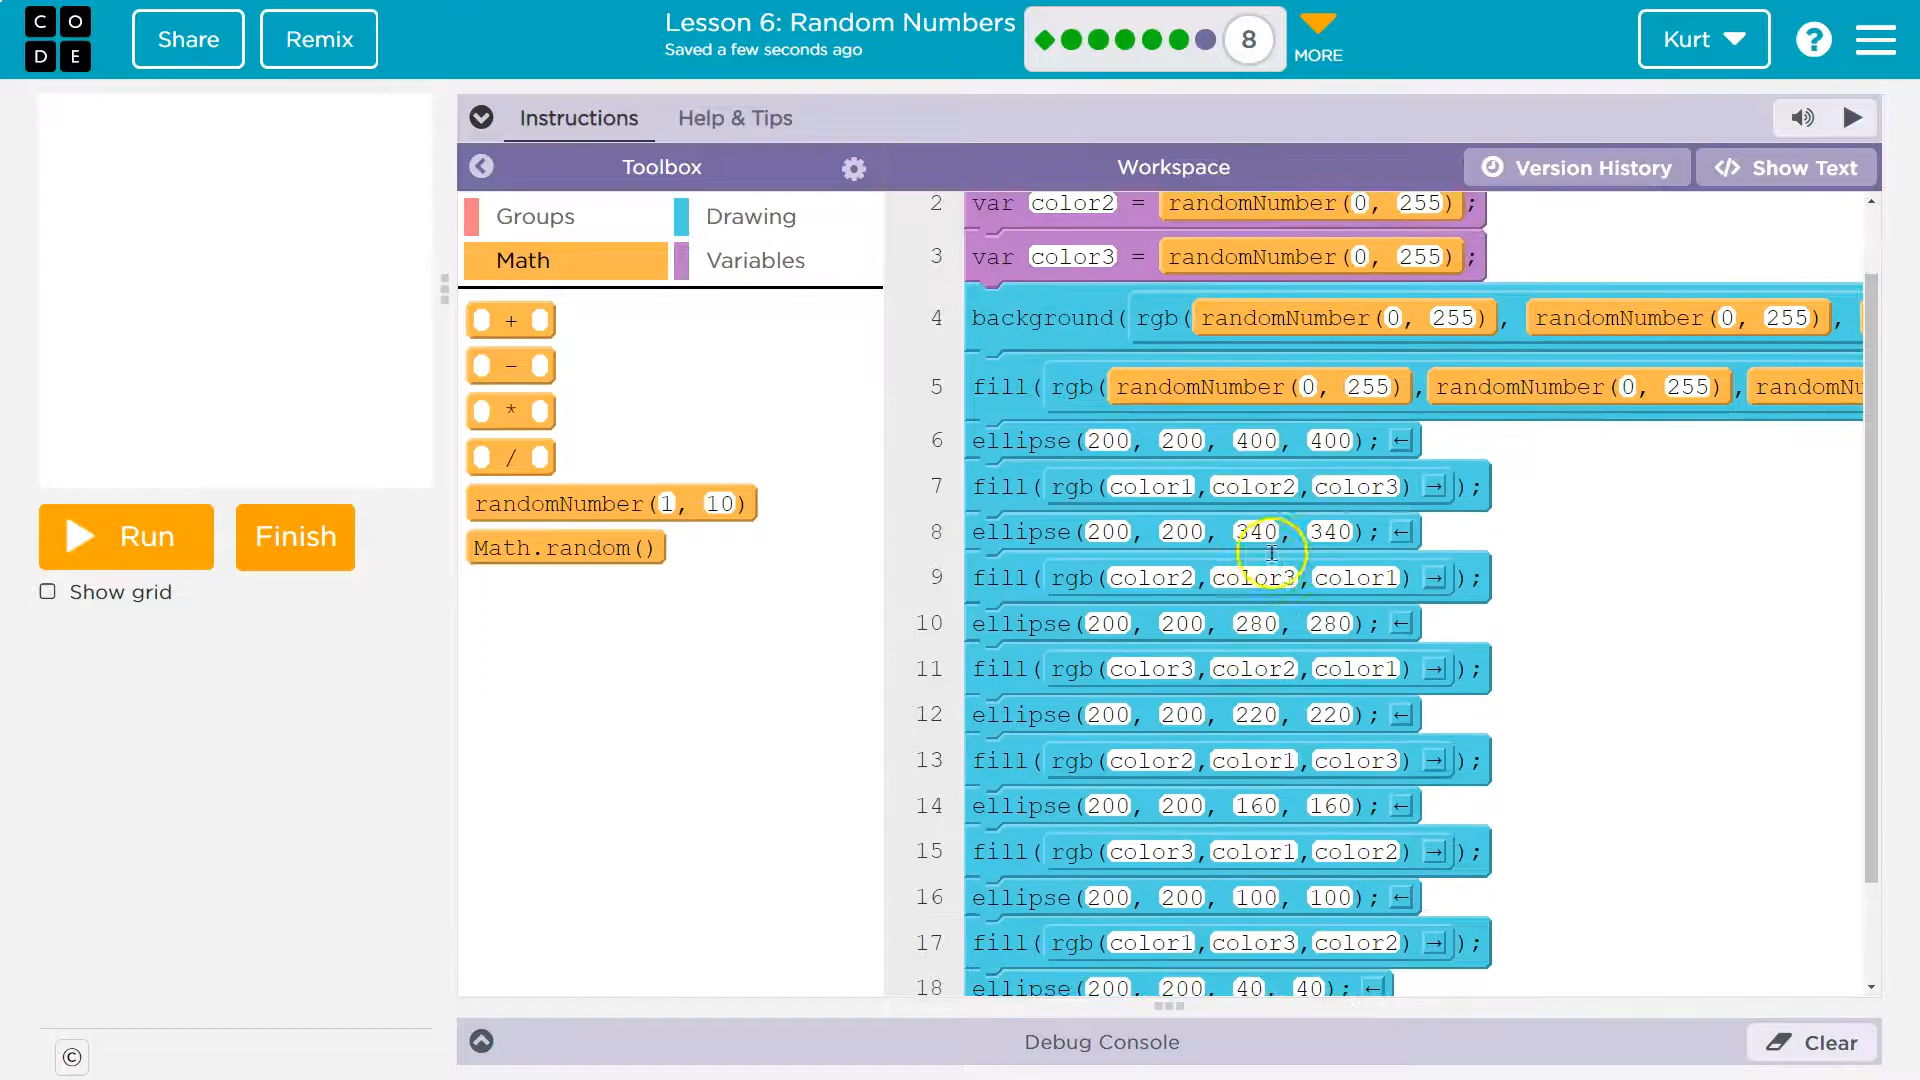 CO
DE
Share
Remix
Lesson 6: Random Numbers
Saved a few seconds ago
8
MORE
Kurt
?
Instructions
Help & Tips
Toolbox
Workspace
Version History
</> Show Text
Groups
Drawing
Math
Variables
+
-
*
/
randomNumber(1, 10)
Math.random()
Run
Finish
Show grid
2 var color2 = randomNumber(0, 255);
3 var color3 = randomNumber(0, 255);
4 background( rgb( randomNumber(0, 255), randomNumber(0, 255),
5 fill( rgb( randomNumber(0, 255), randomNumber(0, 255), randomNu
6 ellipse(200, 200, 400, 400); ←
7 fill( rgb(color1,color2,color3) → );
8 ellipse(200, 200, 340, 340); ←
9 fill( rgb(color2,color3,color1) → );
10 ellipse(200, 200, 280, 280); ←
11 fill( rgb(color3,color2,color1) → );
12 ellipse(200, 200, 220, 220); ←
13 fill( rgb(color2,color1,color3) → );
14 ellipse(200, 200, 160, 160); ←
15 fill( rgb(color3,color1,color2) → );
16 ellipse(200, 200, 100, 100); ←
17 fill( rgb(color1,color3,color2) → );
18 ellipse(200, 200, 40, 40); ←
Debug Console
Clear
©